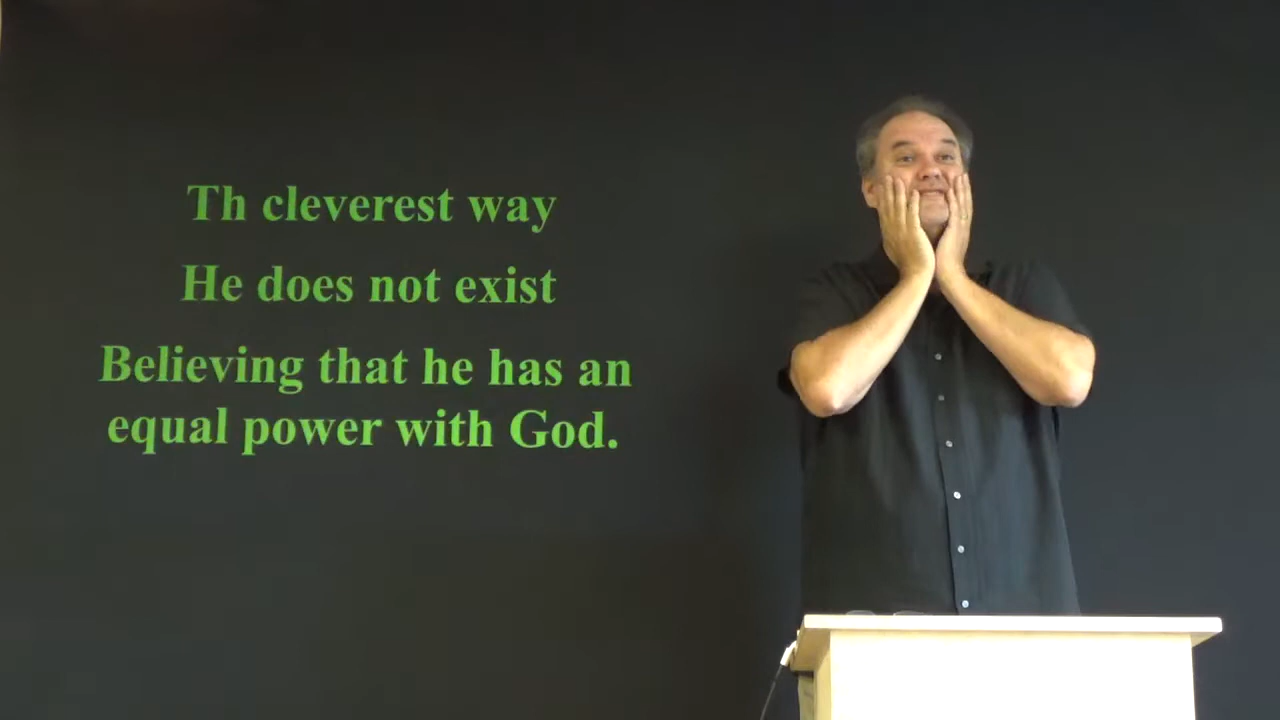 Th cleverest way
He does not exist
Believing that he has an
equal power with God.